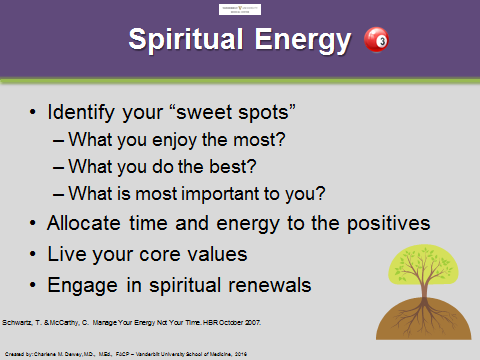 VANDERBILT UNIVERSITY
Spiritual Energy 3
• Identify your “sweet spots”
– What you enjoy the most?
– What you do the best?
– What is most important to you?
• Allocate time and energy to the positives
• Live your core values
• Engage in spiritual renewals
Schwartz, T. & McCarthy, C. Manage Your Energy Not Your Time. HBR October 2007.
Created by: Charlene M. Dewey, M.D., M.Ed., FACP – Vanderbilt University School of Medicine, 2016